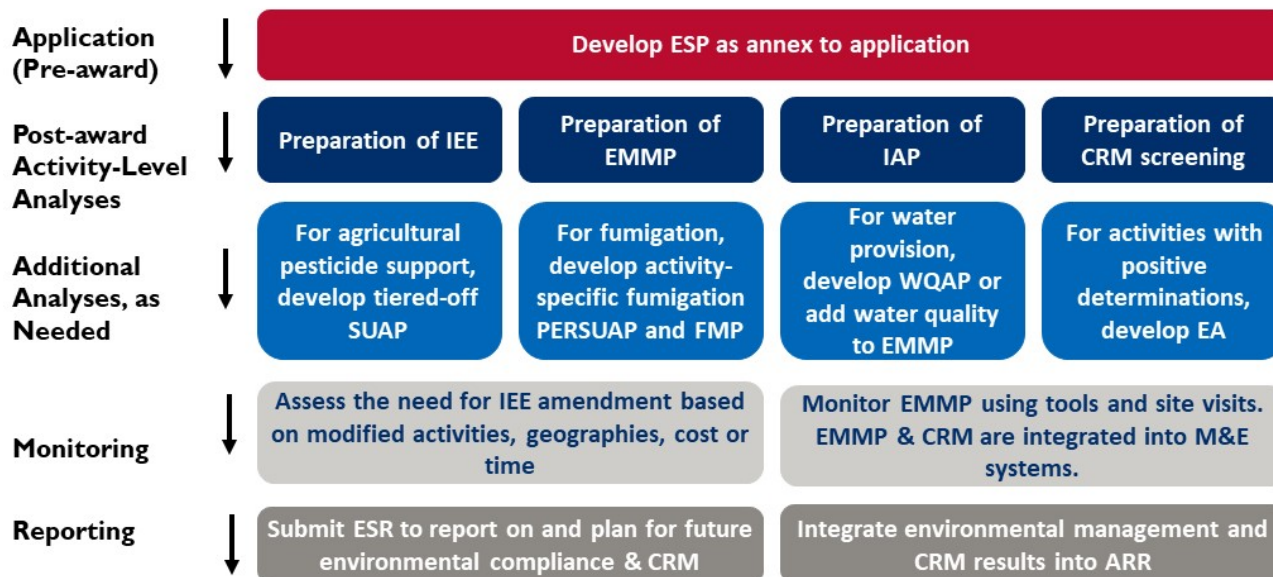 Application
(Pre-award)
Develop ESP as annex to application
Post-award
Activity-Level
Analyses
Preparation of IEE
Preparation of
EMMP
Preparation of
IAP
Preparation of
CRM screening
Additional
Analyses, as
Needed
For agricultural
pesticide support,
develop tiered-off
SUAP
For fumigation,
develop activity-
specific fumigation
PERSUAP and FMP
For water
provision,
develop WQAP or
add water quality
to EMMP
For activities with
positive
determinations,
develop EA
Monitoring
Assess the need for IEE amendment based
on modified activities, geographies, cost or
time
Monitor EMMP using tools and site visits.
EMMP & CRM are integrated into M&E
systems.
Reporting
Submit ESR to report on and plan for future
environmental compliance & CRM
Integrate environmental management and
CRM results into ARR